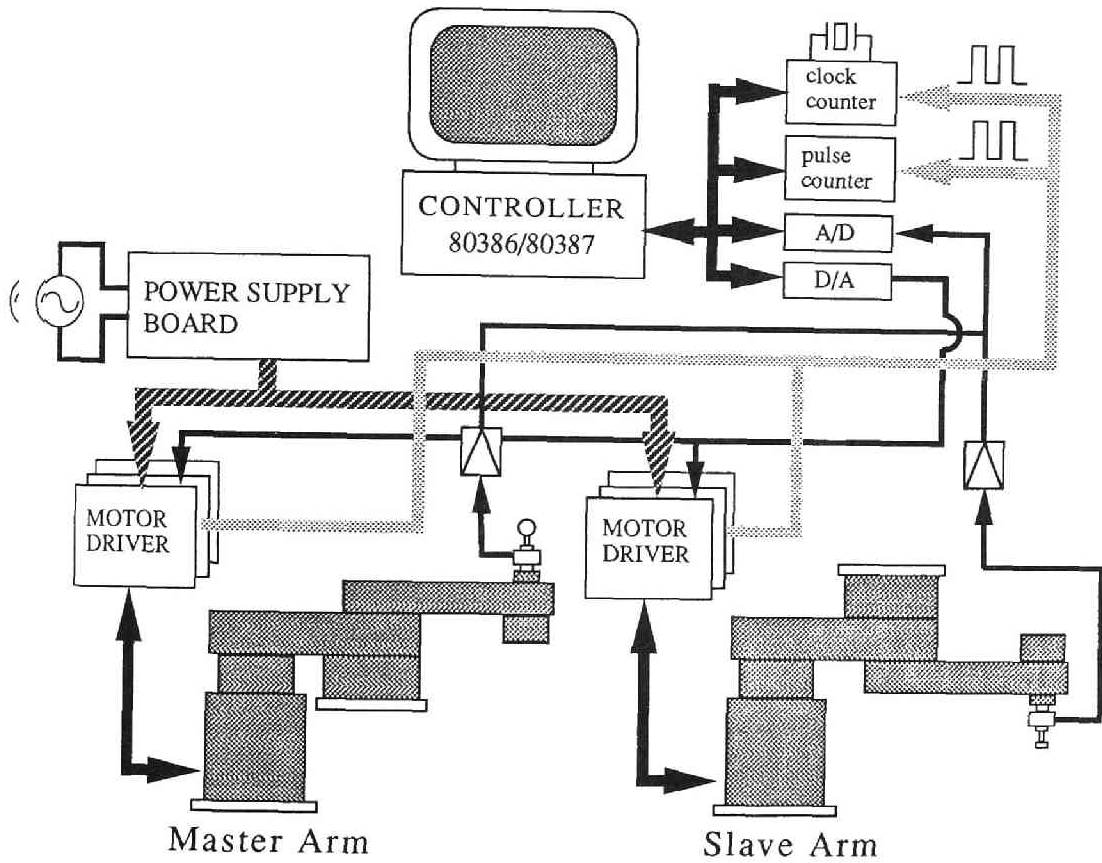 clock
counter
pulse
counter
CONTROLLER
80386/80387
A/D
D/A
POWER SUPPLY
BOARD
MOTOR
DRIVER
MOTOR
DRIVER
Master Arm
Slave Arm